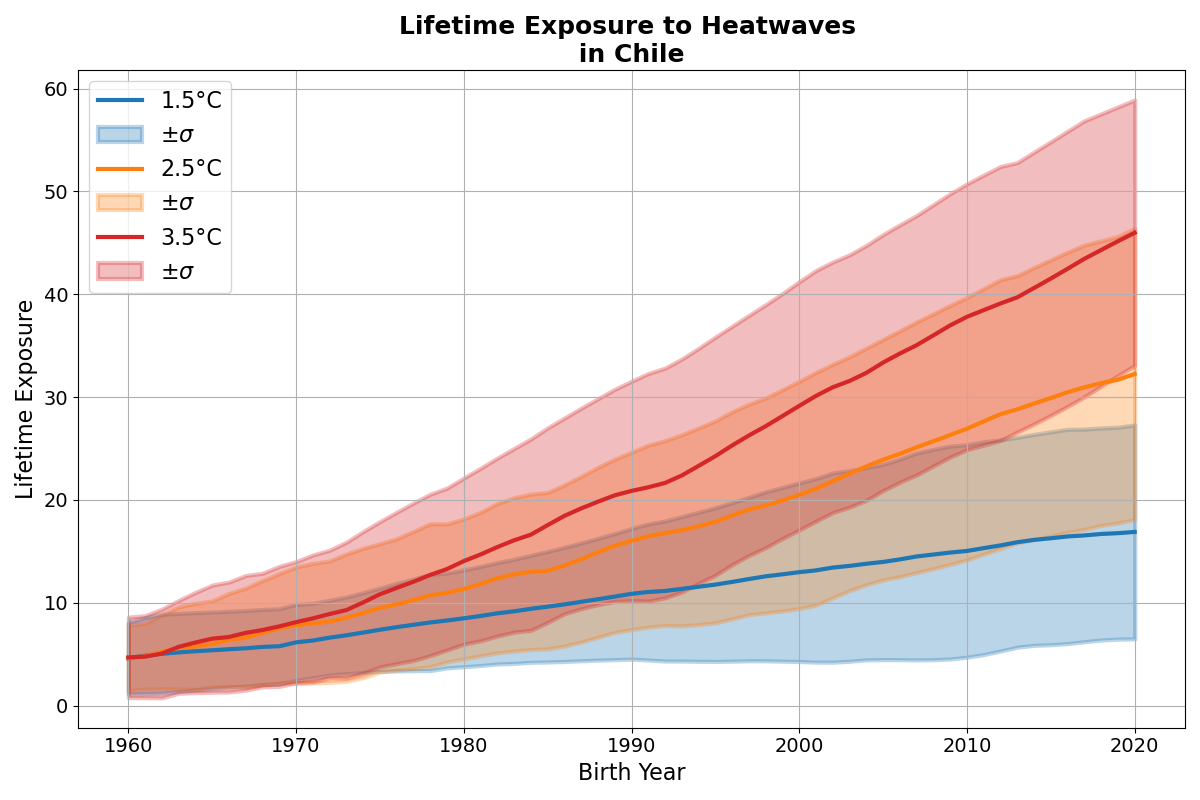 Lifetime Exposure to Heatwaves
in Chile
1.5°C
±σ
2.5°C
±σ
3.5°C
±σ
Lifetime Exposure
60
50
40
30
20
10
0
1960 1970 1980 1990 2000 2010 2020
Birth Year